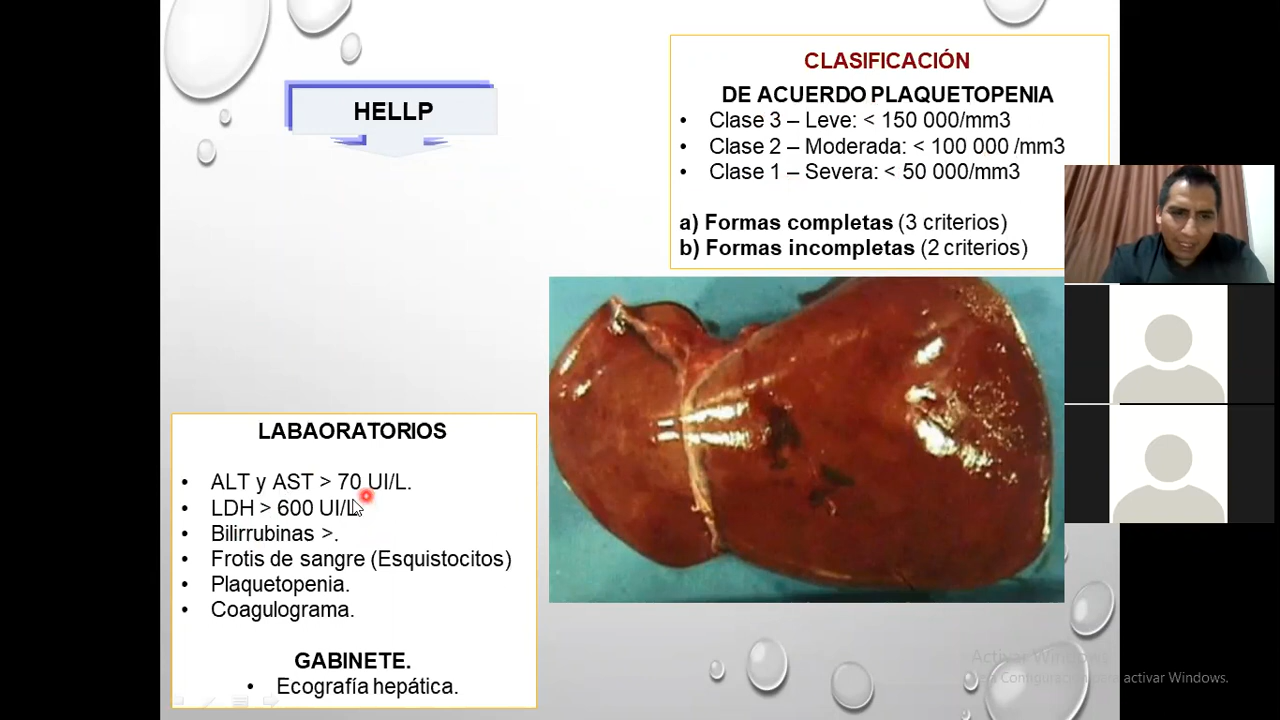 HELLP
CLASIFICACIÓN
DE ACUERDO PLAQUETOPENIA
• Clase 3 – Leve: < 150 000/mm3
• Clase 2 – Moderada: < 100 000 /mm3
• Clase 1 – Severa: < 50 000/mm3
a) Formas completas (3 criterios)
b) Formas incompletas (2 criterios)
LABAORATORIOS
• ALT y AST > 70 UI/L.
• LDH > 600 UI/L
• Bilirrubinas >.
• Frotis de sangre (Esquistocitos)
• Plaquetopenia.
• Coagulograma.
GABINETE.
• Ecografía hepática.
Activar Windows
Configuración para activar Windows.